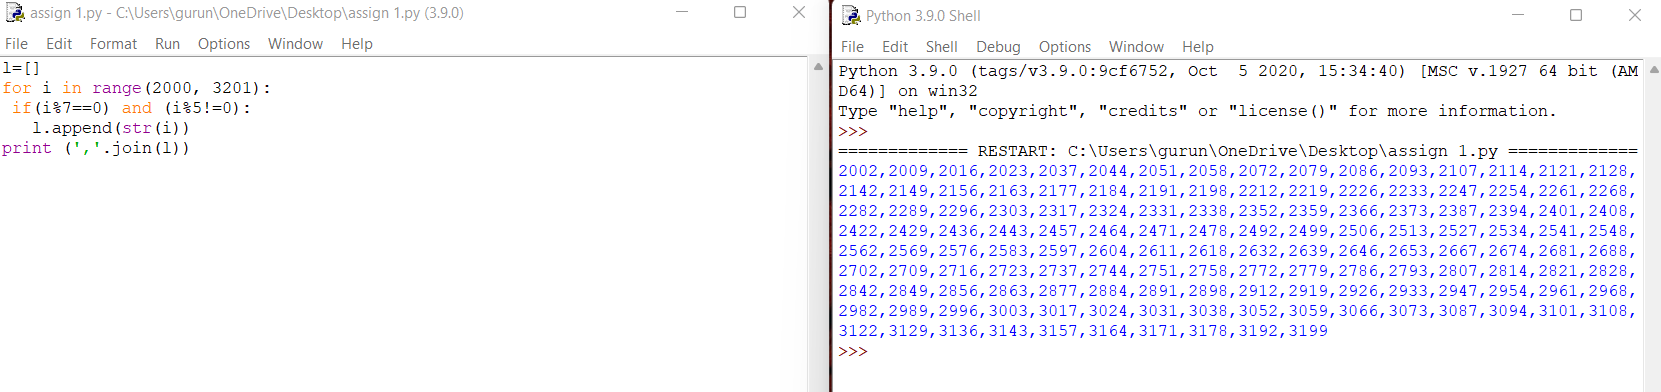 assign 1.py - C:\Users\gurun\OneDrive\Desktop\assign 1.py (3.9.0)
File Edit Format Run Options Window Help
l=[]
for i in range(2000, 3201):
 if(i%7==0) and (i%5!=0):
   l.append(str(i))
print (','.join(l))
Python 3.9.0 Shell
File Edit Shell Debug Options Window Help
Python 3.9.0 (tags/v3.9.0:9cf6752, Oct  5 2020, 15:34:40) [MSC v.1927 64 bit (AM
D64)] on win32
Type "help", "copyright", "credits" or "license()" for more information.
>>>
============= RESTART: C:\Users\gurun\OneDrive\Desktop\assign 1.py =============
2002,2009,2016,2023,2037,2044,2051,2058,2072,2079,2086,2093,2107,2114,2121,2128,
2142,2149,2156,2163,2177,2184,2191,2198,2212,2219,2226,2233,2247,2254,2261,2268,
2282,2289,2296,2303,2317,2324,2331,2338,2352,2359,2366,2373,2387,2394,2401,2408,
2422,2429,2436,2443,2457,2464,2471,2478,2492,2499,2506,2513,2527,2534,2541,2548,
2562,2569,2576,2583,2597,2604,2611,2618,2632,2639,2646,2653,2667,2674,2681,2688,
2702,2709,2716,2723,2737,2744,2751,2758,2772,2779,2786,2793,2807,2814,2821,2828,
2842,2849,2856,2863,2877,2884,2891,2898,2912,2919,2926,2933,2947,2954,2961,2968,
2982,2989,2996,3003,3017,3024,3031,3038,3052,3059,3066,3073,3087,3094,3101,3108,
3122,3129,3136,3143,3157,3164,3171,3178,3192,3199
>>>